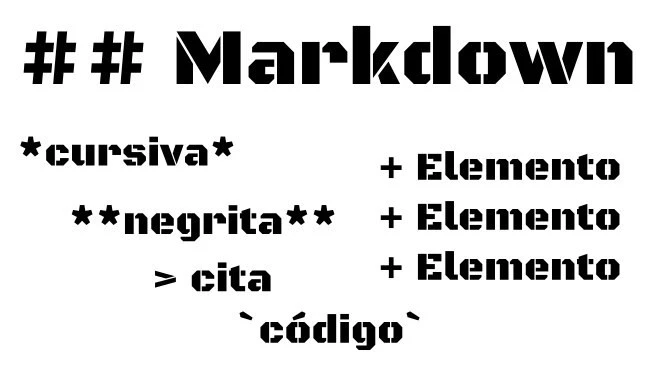 ## Markdown
*cursiva*
**negrita**
> cita
`código`
+ Elemento
+ Elemento
+ Elemento